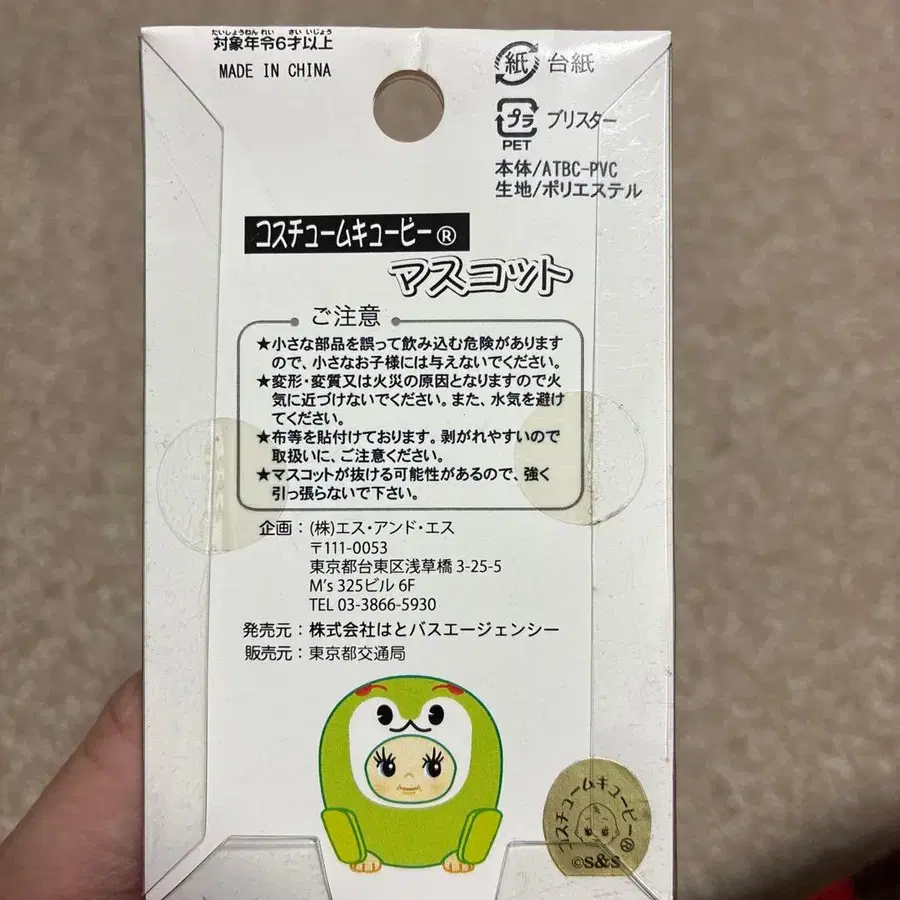 たいしょうねんれい さい いじょう
対象年令6才以上
MADE IN CHINA
紙 台紙
プラ ブリスター
PET
本体/ATBC-PVC
生地/ポリエステル
コスチュームキューピー®
マスコット
ご注意
★小さな部品を誤って飲み込む危険があります
ので、小さなお子様には与えないでください。
★変形・変質又は火災の原因となりますので火
気に近づけないでください。また、水気を避け
てください。
★布等を貼付けております。剥がれやすいので
取扱いに、ご注意ください。
★マスコットが抜ける可能性があるので、強く
引っ張らないで下さい。
企画：(株)エス・アンド・エス
〒111-0053
東京都台東区浅草橋 3-25-5
M's 325ビル 6F
TEL 03-3866-5930
発売元：株式会社はとバスエージェンシー
販売元：東京都交通局
コスチュームキューピー®
©S&S